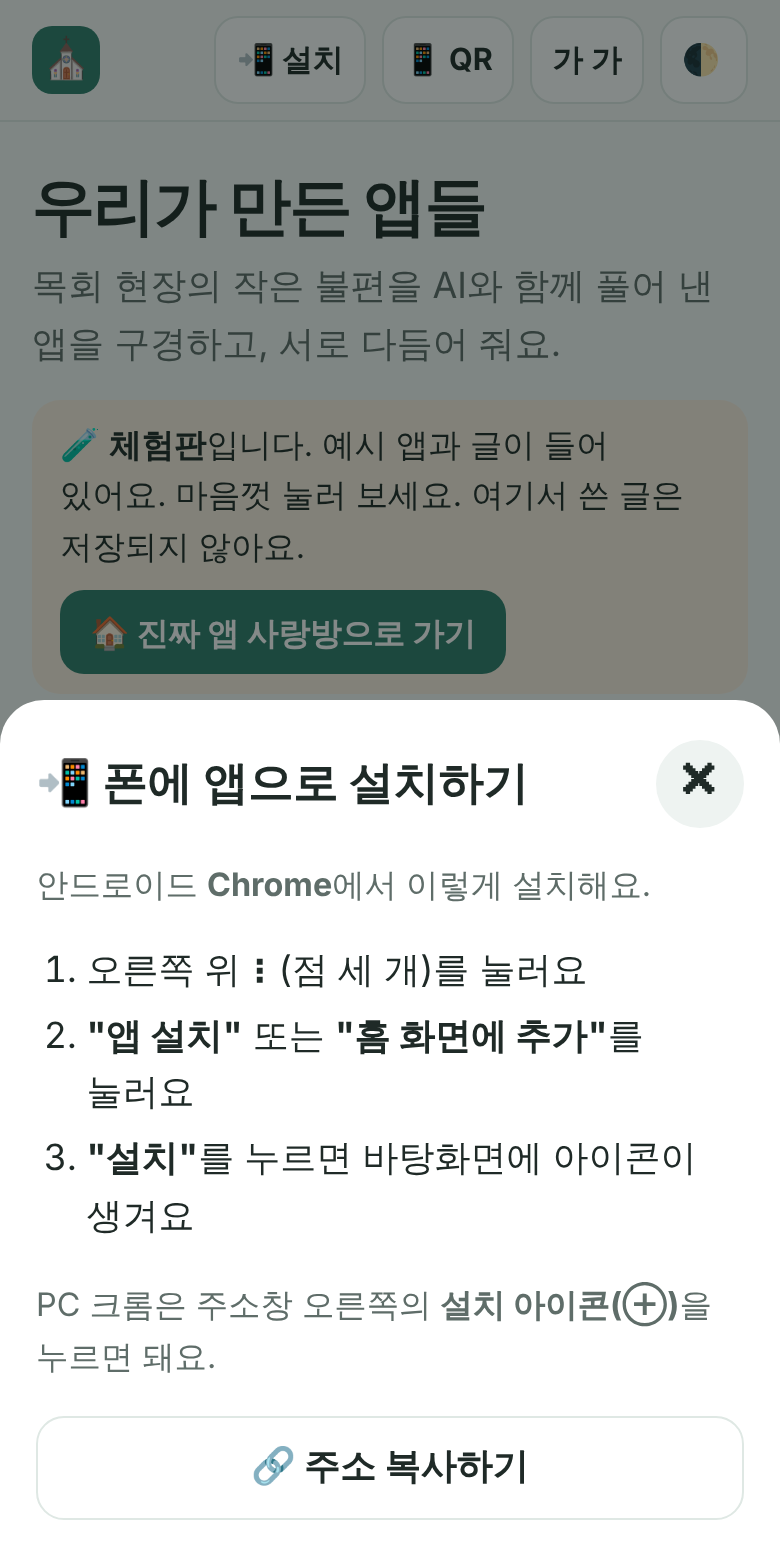 📲 설치 📱 QR 가 가 🌓
우리가 만든 앱들
목회 현장의 작은 불편을 AI와 함께 풀어 낸
앱을 구경하고, 서로 다듬어 줘요.
🧪 체험판입니다. 예시 앱과 글이 들어
있어요. 마음껏 눌러 보세요. 여기서 쓴 글은
저장되지 않아요.
🏠 진짜 앱 사랑방으로 가기
📲 폰에 앱으로 설치하기 ✕
안드로이드 Chrome에서 이렇게 설치해요.
1. 오른쪽 위 ⋮ (점 세 개)를 눌러요
2. "앱 설치" 또는 "홈 화면에 추가"를
눌러요
3. "설치"를 누르면 바탕화면에 아이콘이
생겨요
PC 크롬은 주소창 오른쪽의 설치 아이콘(⊕)을
누르면 돼요.
🔗 주소 복사하기